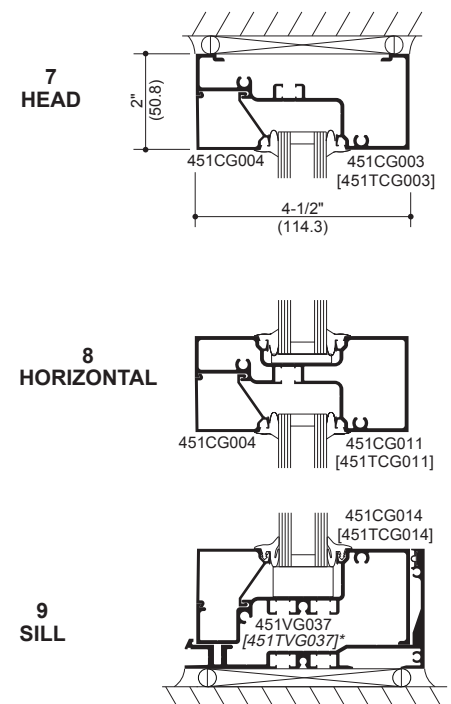 7
HEAD
2"
(50.8)
451CG004
451CG003
[451TCG003]
4-1/2"
(114.3)
8
HORIZONTAL
451CG004
451CG011
[451TCG011]
451CG014
[451TCG014]
9
SILL
451VG037
[451TVG037]*